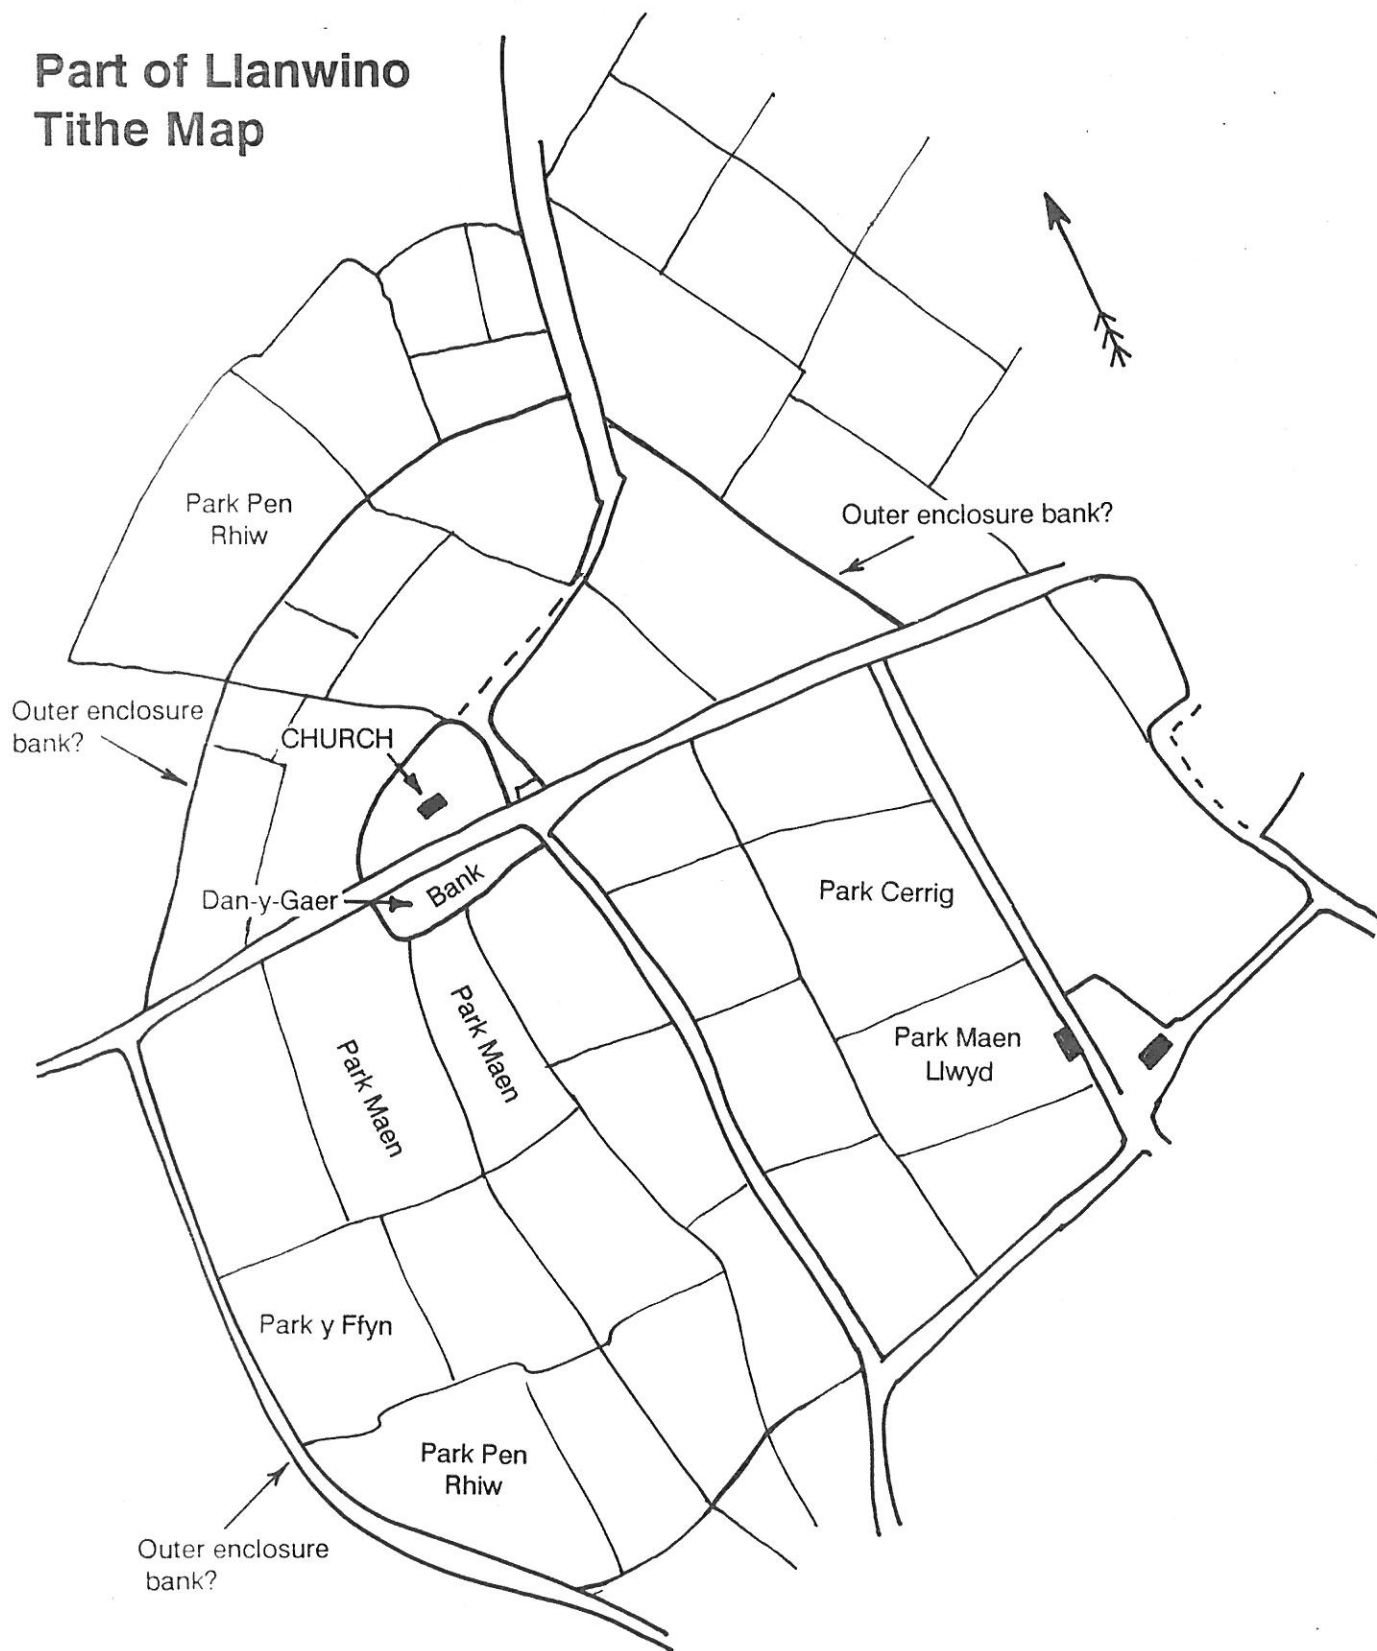 Part of Llanwino
Tithe Map
Park Pen
Rhiw
Outer enclosure bank?
Outer enclosure
bank?
CHURCH
Dan-y-Gaer
Bank
Park Cerrig
Park Maen
Park Maen
Park Maen
Llwyd
Park y Ffyn
Park Pen
Rhiw
Outer enclosure
bank?